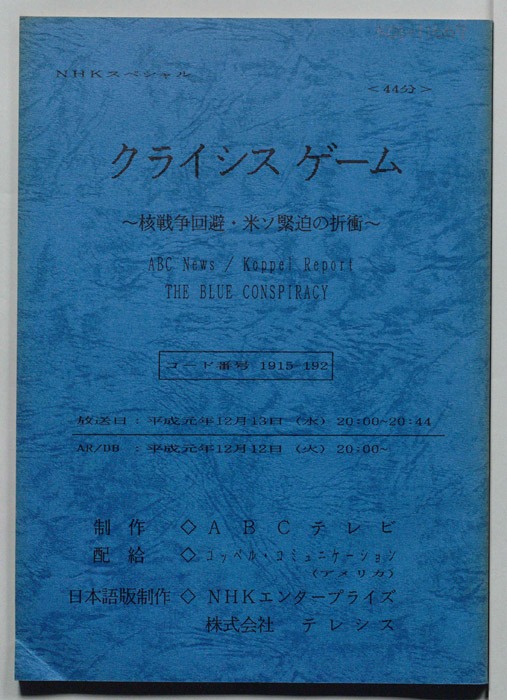 NHKスペシャル
<44分>
クライシス ゲーム
~核戦争回避・米ソ緊迫の折衝~
ABC News / Koppel Report
THE BLUE CONSPIRACY
コード番号 1915-192
放送日:平成元年12月13日(水)20:00~20:44
AR/DB :平成元年12月12日(火)20:00~
制 作 ◇ ABCテレビ
配 給 ◇ コッペル・コミュニケーション
(アメリカ)
日本語版制作 ◇ NHKエンタープライズ
株式会社 テレシス